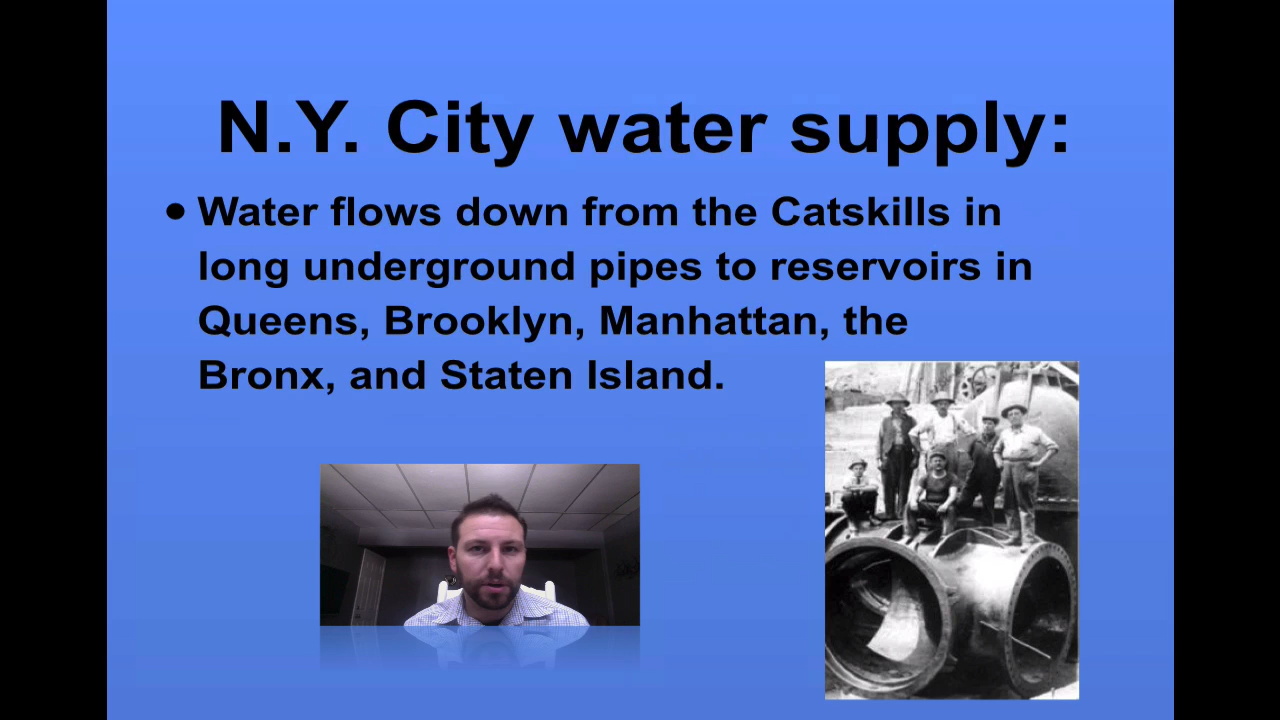 N.Y. City water supply:
• Water flows down from the Catskills in
long underground pipes to reservoirs in
Queens, Brooklyn, Manhattan, the
Bronx, and Staten Island.